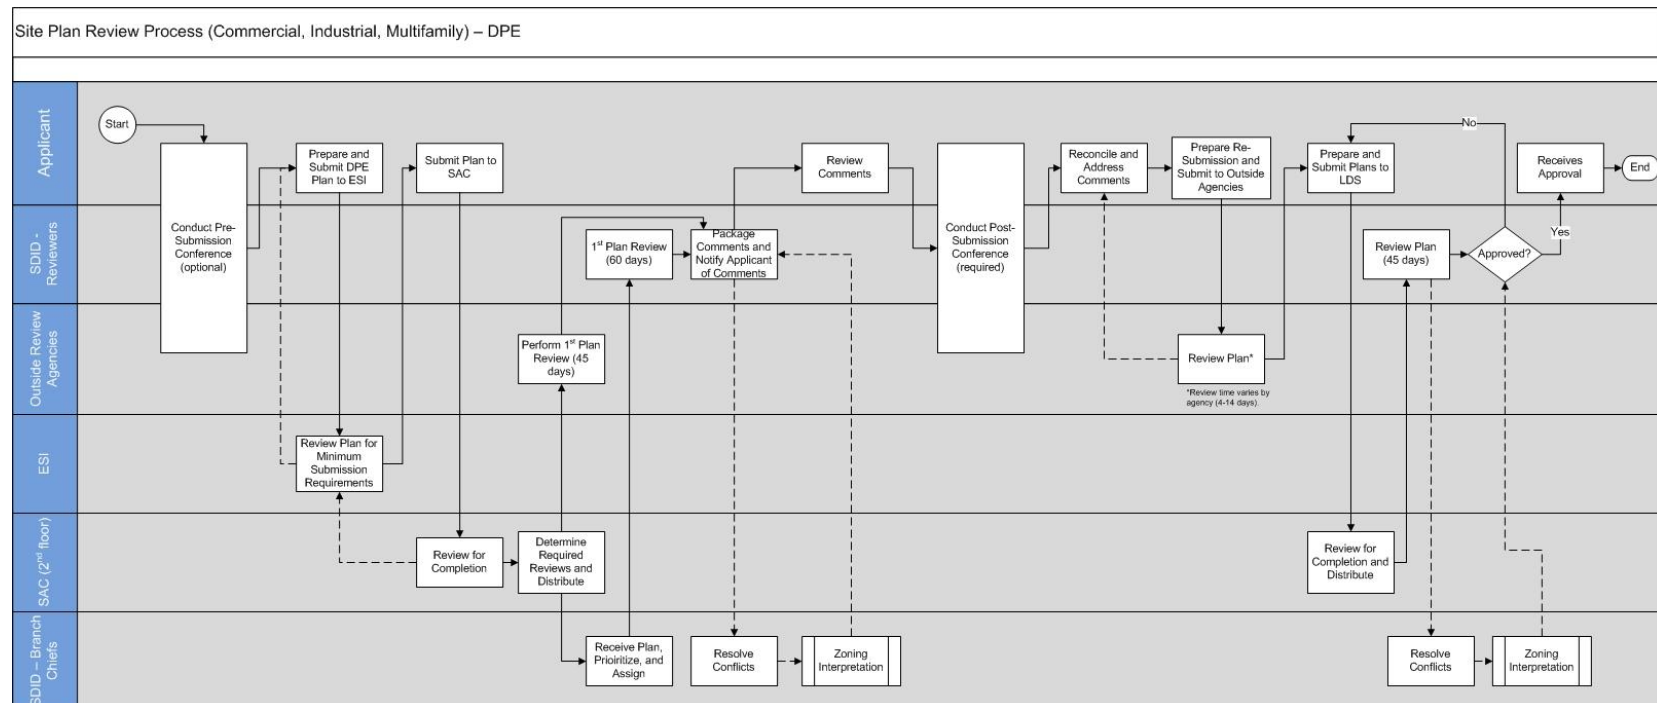 Site Plan Review Process (Commercial, Industrial, Multifamily) – DPE
Applicant
Start
Prepare and
Submit DPE
Plan to ESI
Submit Plan to
SAC
Review
Comments
Reconcile and
Address
Comments
Prepare Re-
Submission and
Submit to Outside
Agencies
Prepare and
Submit Plans to
LDS
No
Receives
Approval
End
SDID -
Reviewers
Conduct Pre-
Submission
Conference
(optional)
1st Plan Review
(60 days)
Package
Comments and
Notify Applicant
of Comments
Conduct Post-
Submission
Conference
(required)
Review Plan
(45 days)
Approved?
Yes
Outside Review
Agencies
Perform 1st Plan
Review (45
days)
Review Plan*
*Review time varies by
agency (4-14 days).
ESI
Review Plan for
Minimum
Submission
Requirements
SAC (2nd floor)
Review for
Completion
Determine
Required
Reviews and
Distribute
Review for
Completion and
Distribute
SDID – Branch
Chiefs
Receive Plan,
Prioiritize, and
Assign
Resolve
Conflicts
Zoning
Interpretation
Resolve
Conflicts
Zoning
Interpretation